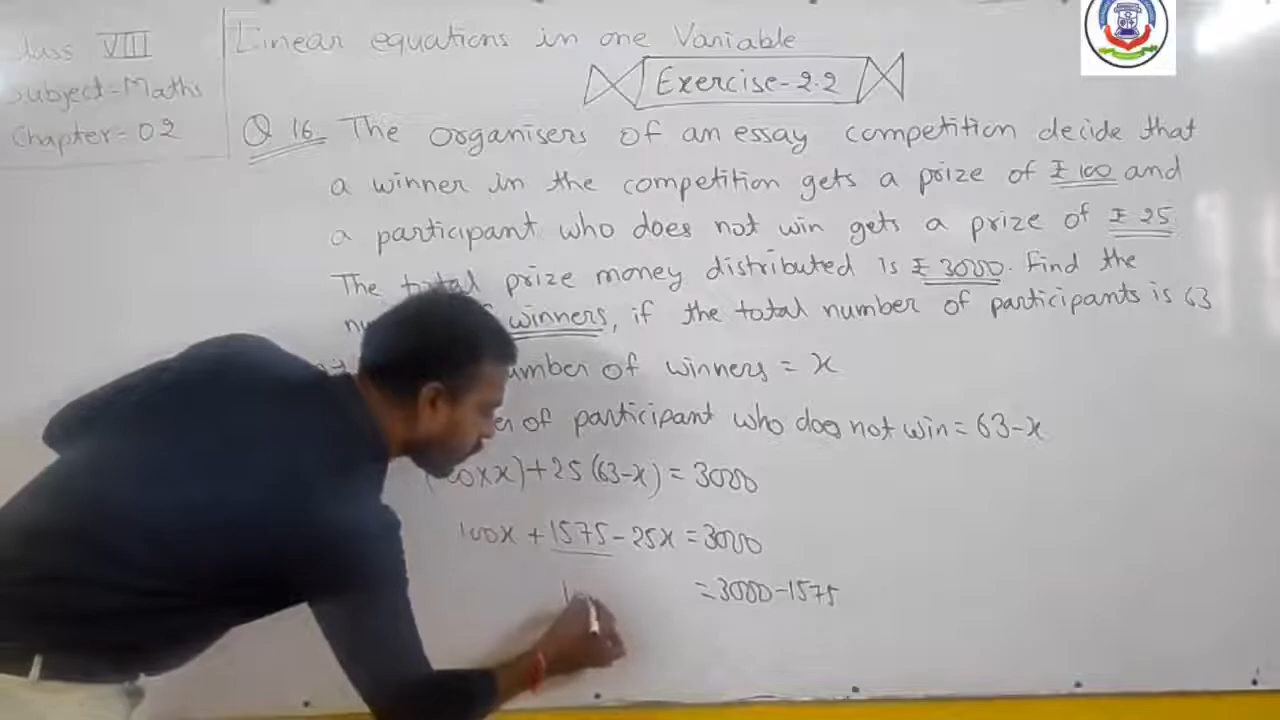 class VIII
Subject=Maths
Chapter=02
Linear equations in one Variable
Exercise-2.2
Q 16. The organisers of an essay competition decide that
a winner in the competition gets a prize of ₹ 100 and
a participant who does not win gets a prize of ₹ 25
The total prize money distributed is ₹ 3000. Find the
winners, if the total number of participants is 63
number of winners = x
of participant who does not win = 63-x
x)+25(63-x)=3000
100x+1575-25x=3000
=3000-1575